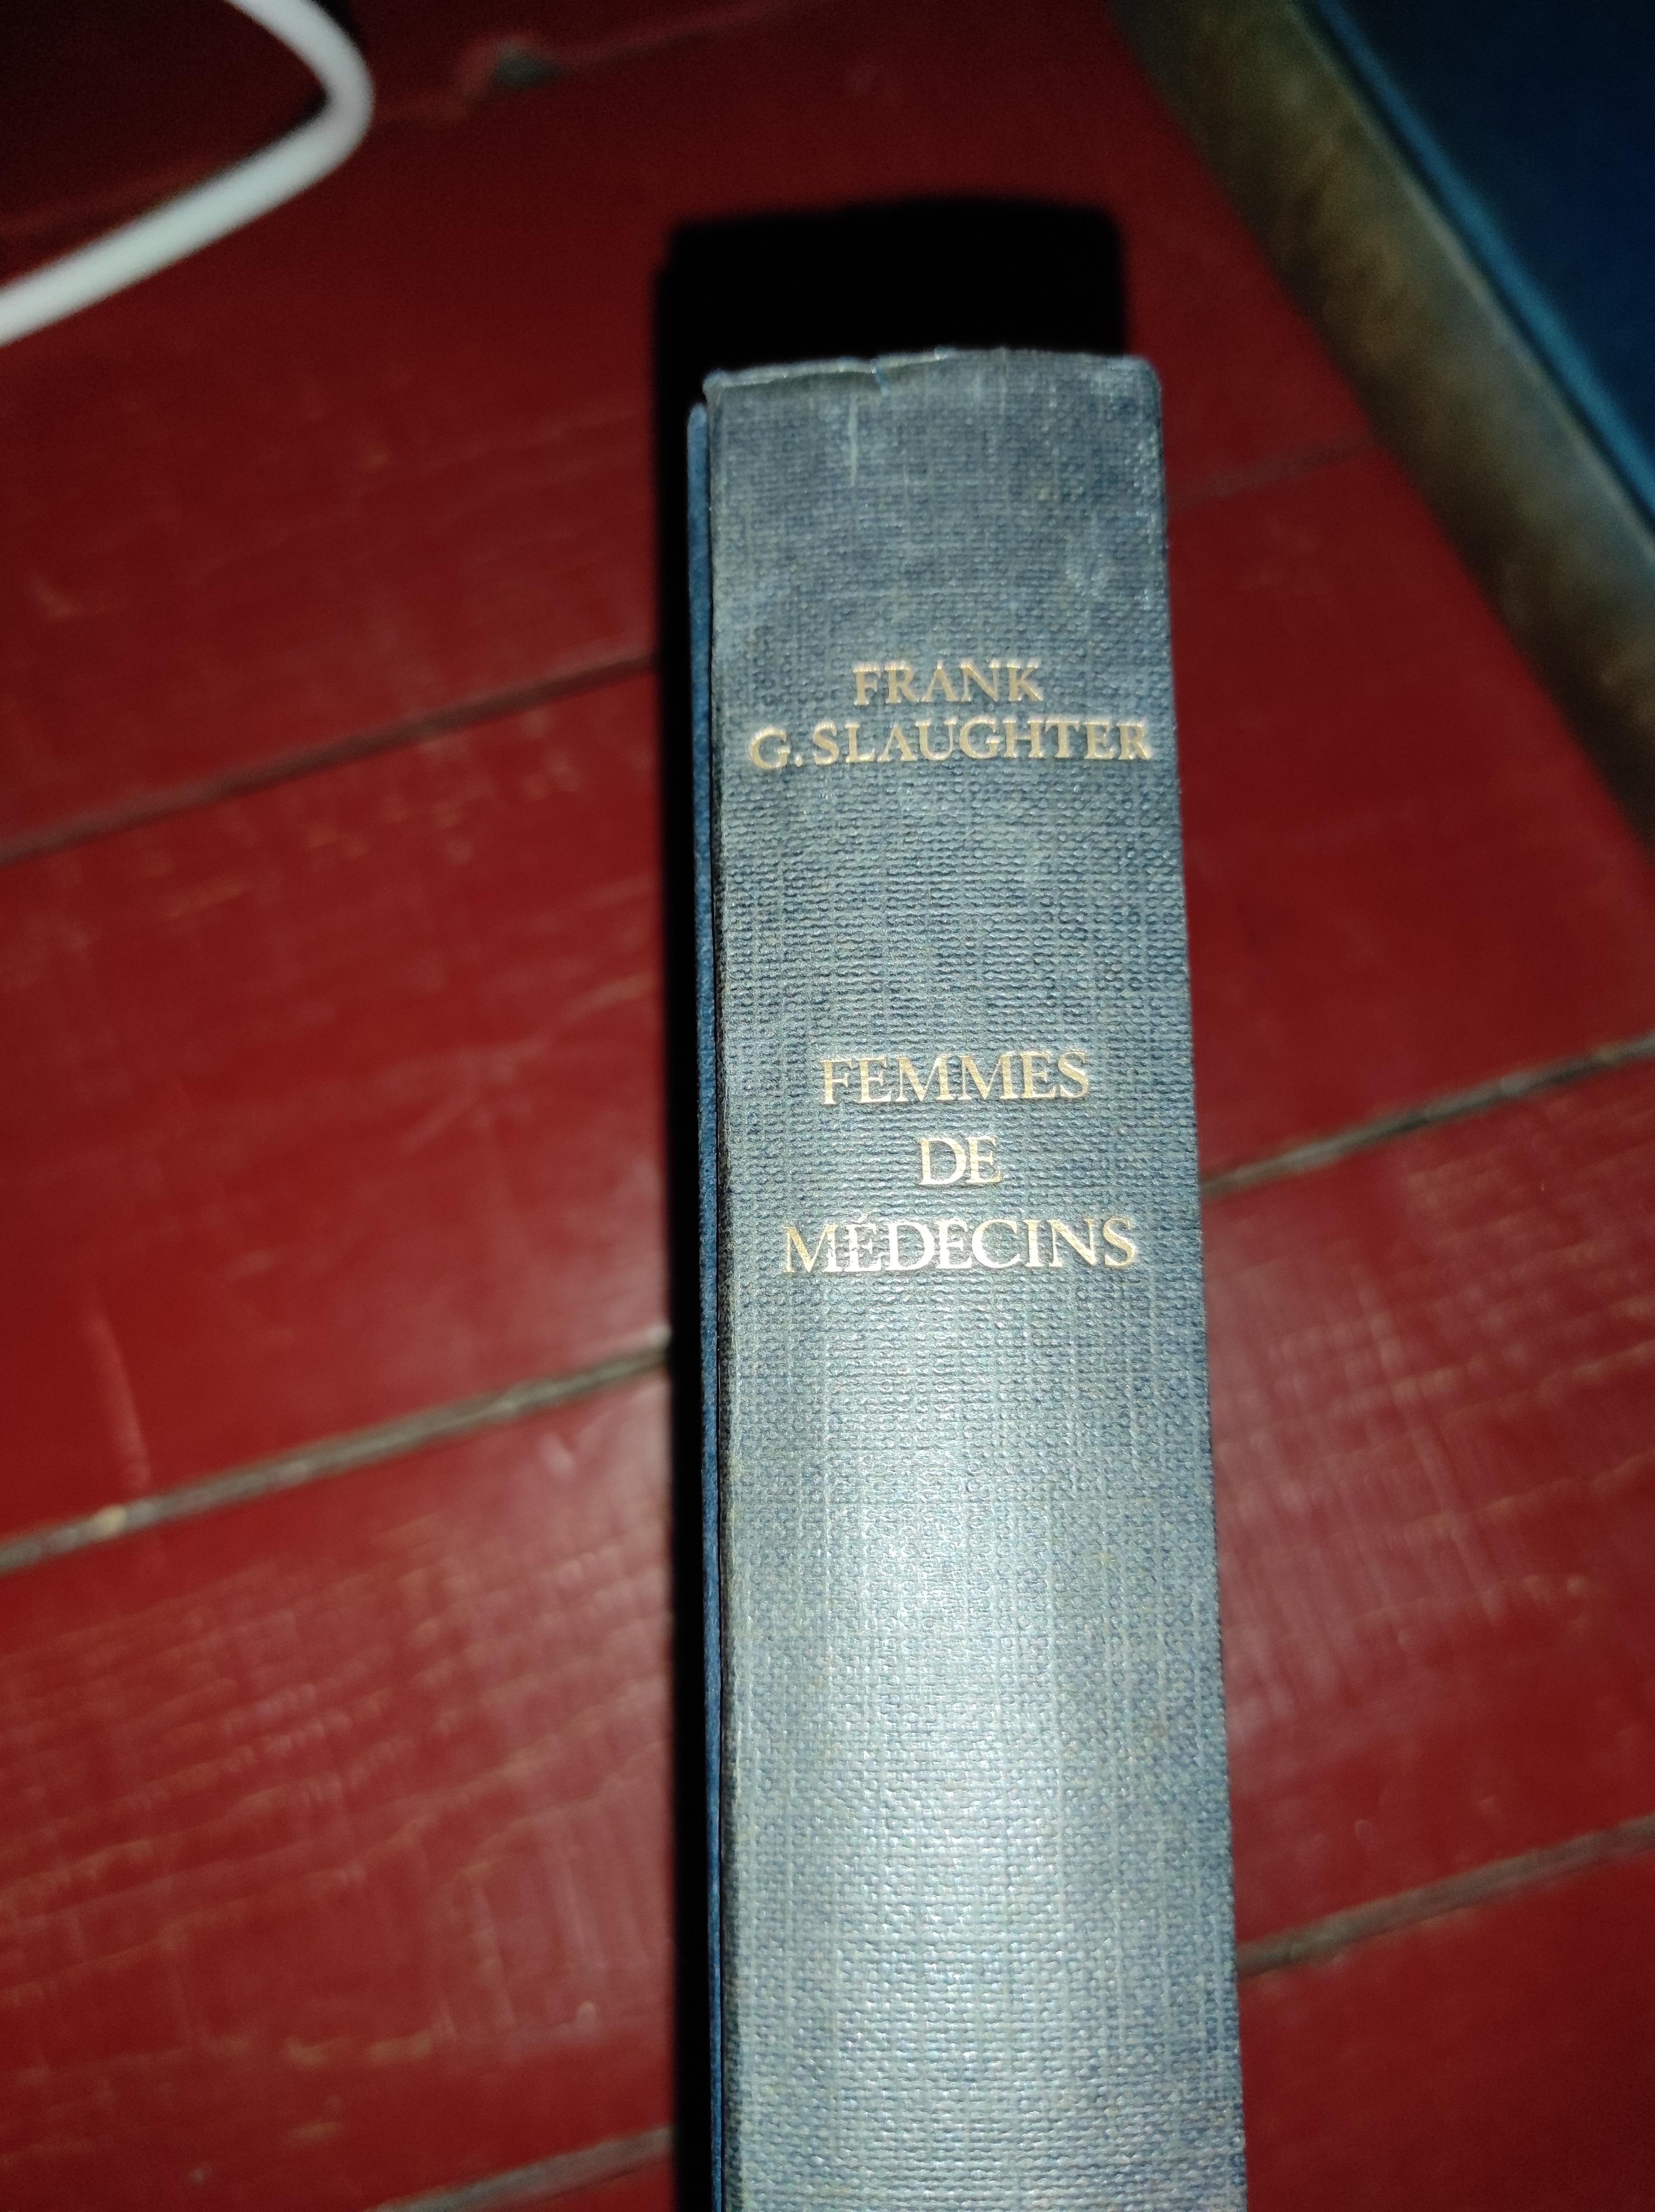 FRANK
G. SLAUGHTER
FEMMES
DE
MÉDECINS